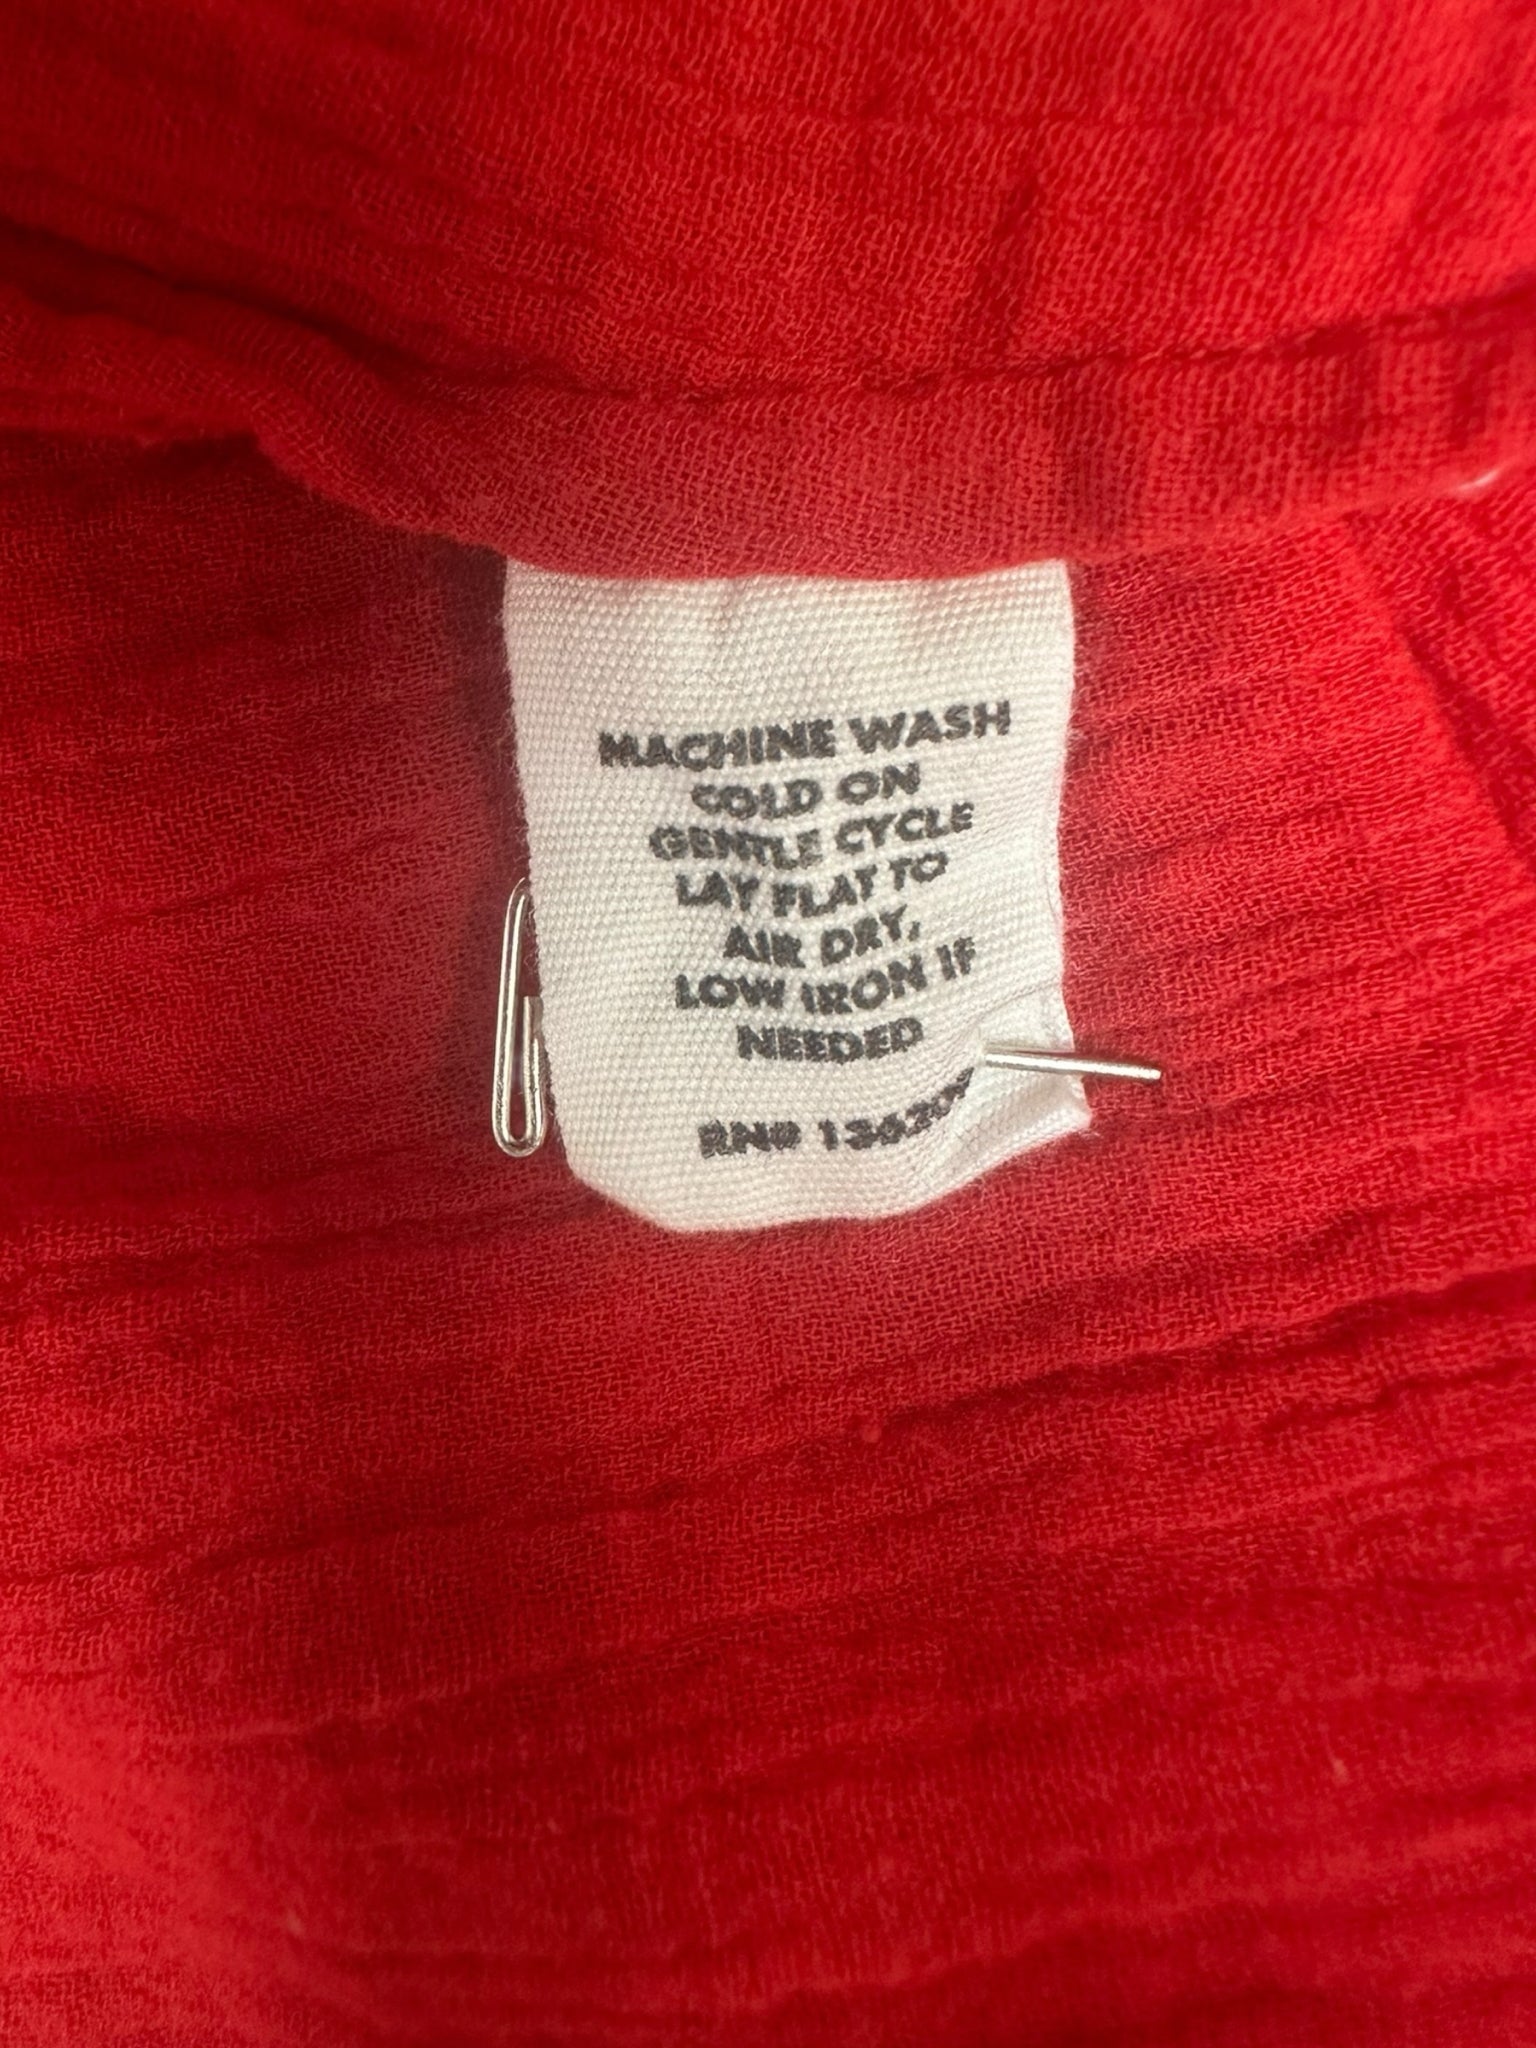 MACHINE WASH
COLD ON
GENTLE CYCLE
LAY FLAT TO
AIR DRY,
LOW IRON IF
NEEDED
RN#